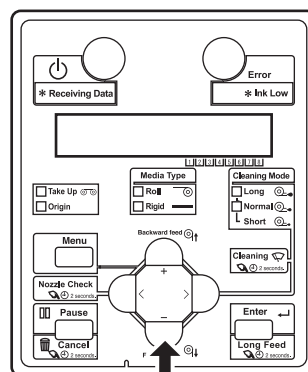 Error
* Receiving Data
* Ink Low
1 2 3 4 5 6 7 8
Media Type
Cleaning Mode
Take Up
Roll
Long
Origin
Rigid
Normal
Short
Backward feed
Menu
+
Cleaning
2 seconds.
Nozzle Check
2 seconds.
< >
Pause
Enter
−
Cancel
2 seconds.
Long Feed
2 seconds.
F